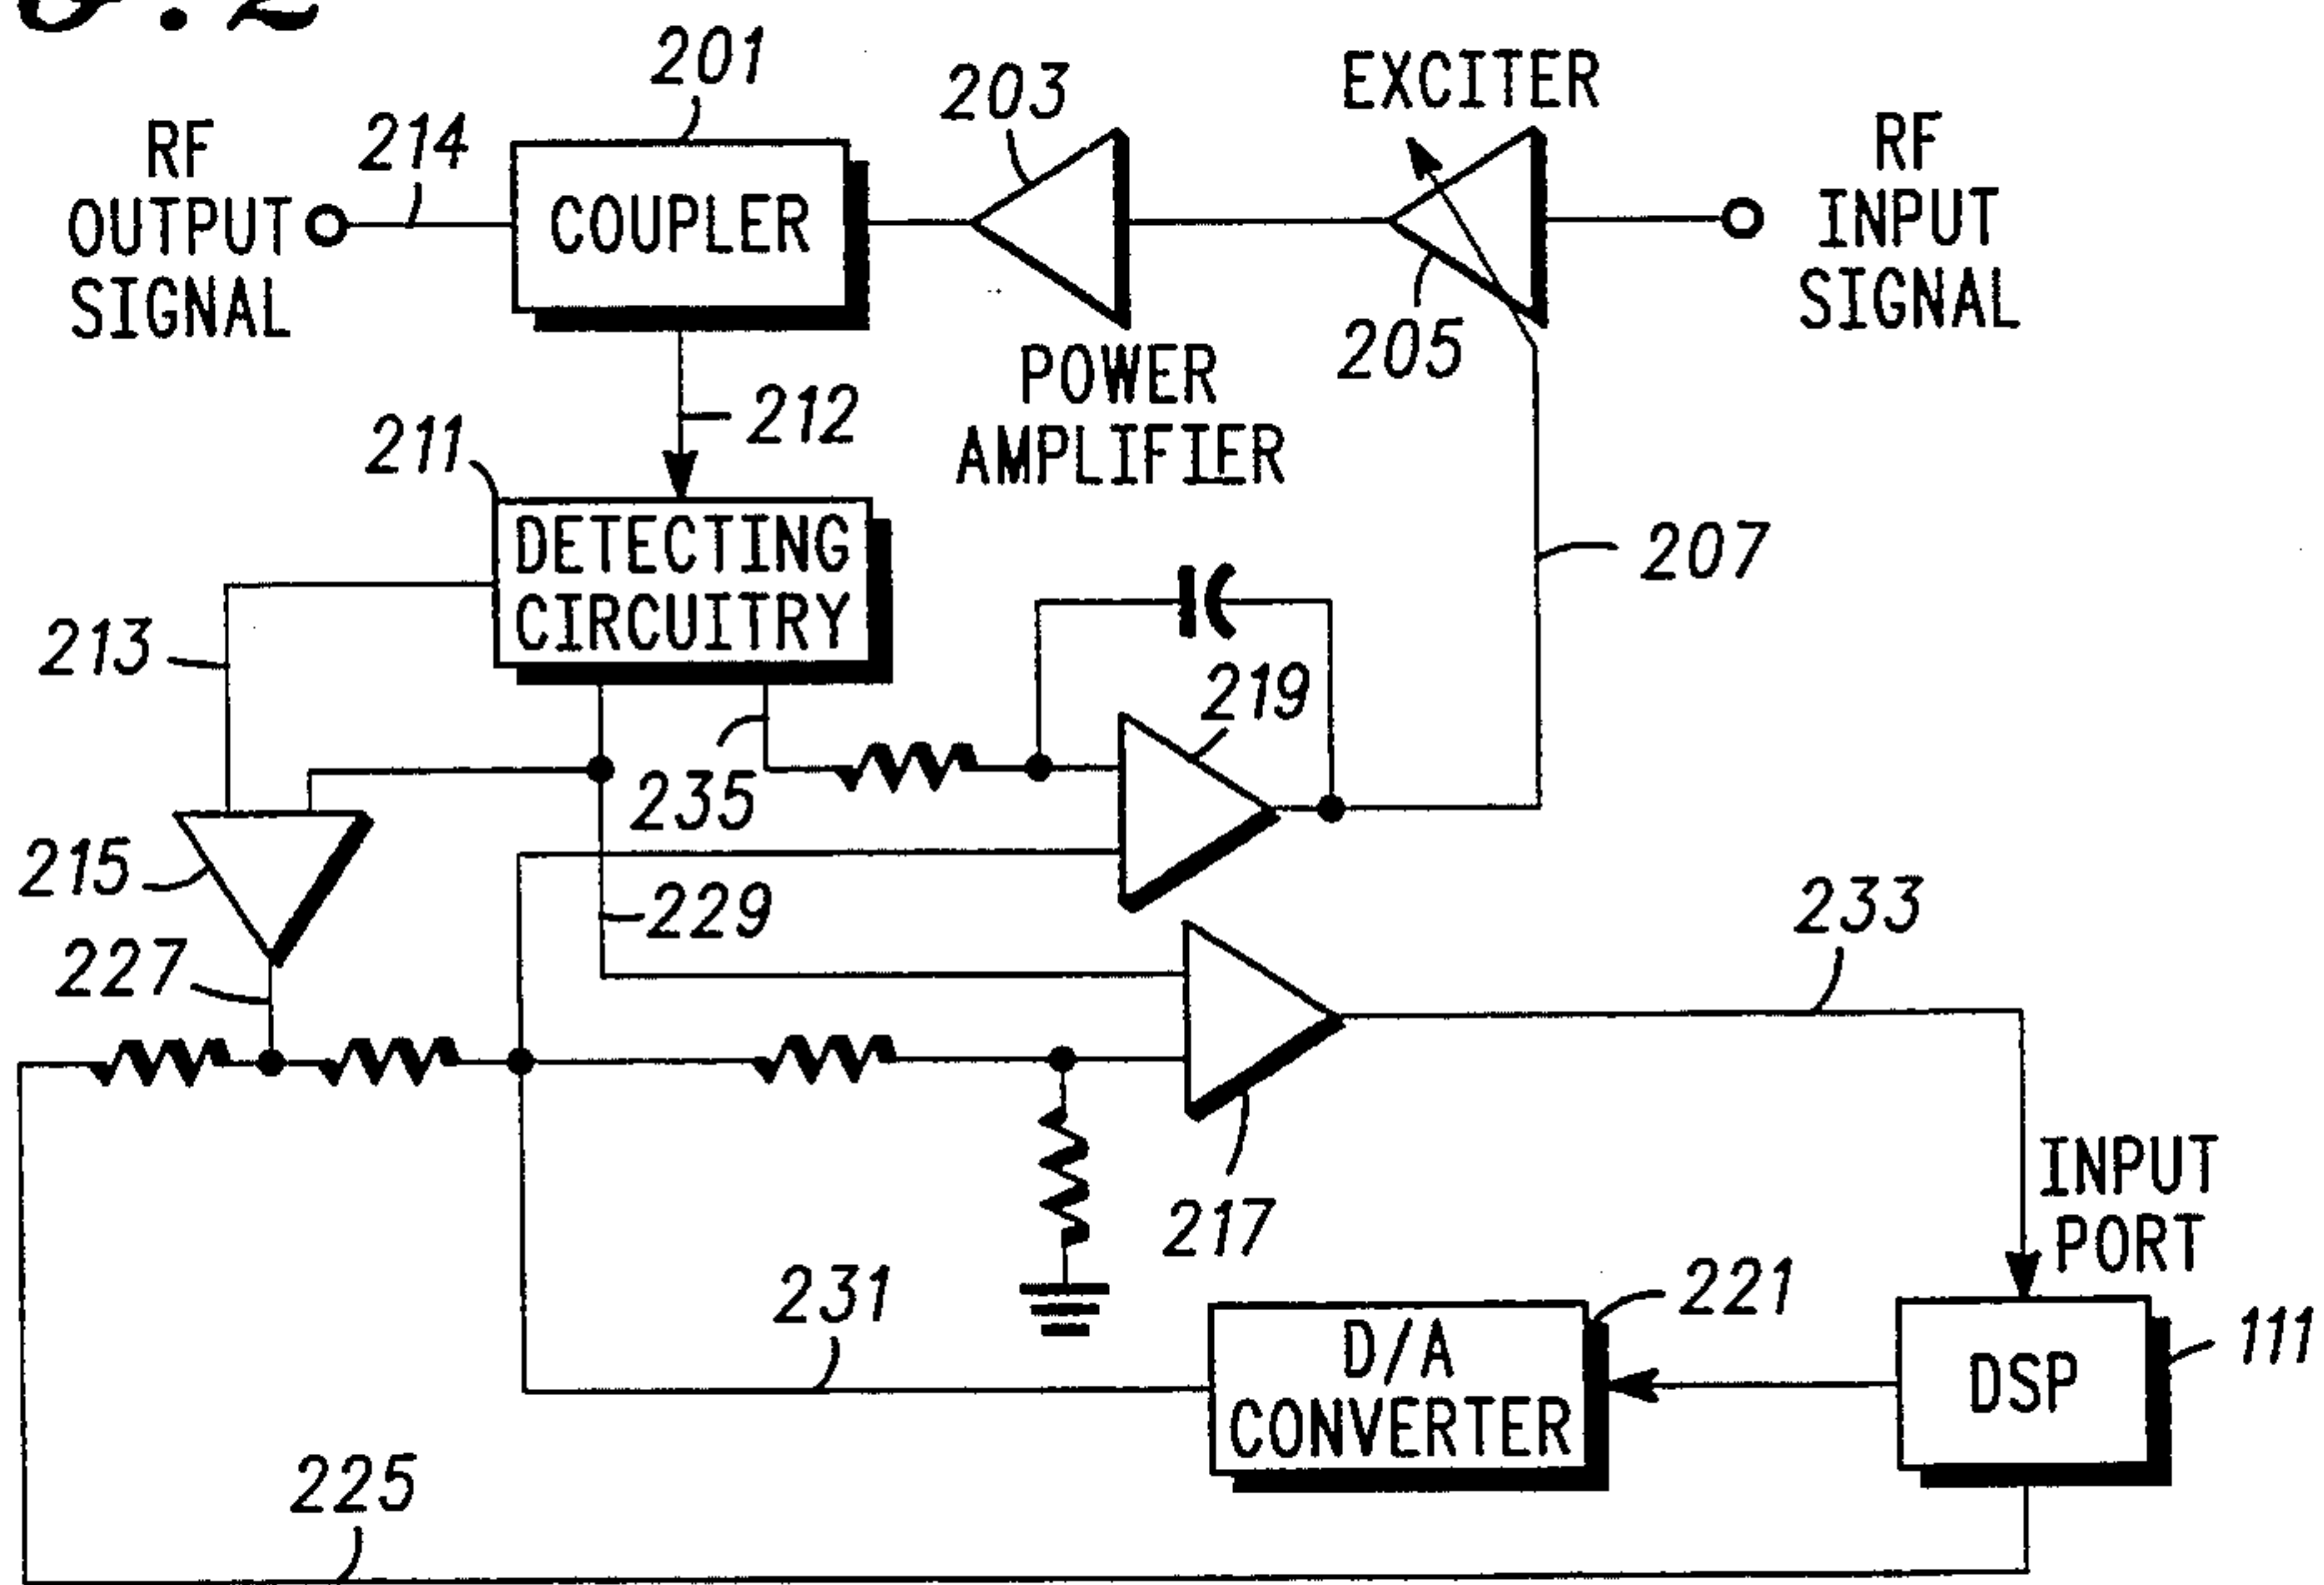 201
203
EXCITER
RF
OUTPUT
SIGNAL
214
COUPLER
RF
INPUT
SIGNAL
205
POWER
AMPLIFIER
212
211
DETECTING
CIRCUITRY
207
213
219
235
215
229
233
227
217
INPUT
PORT
231
221
D/A
CONVERTER
DSP
111
225